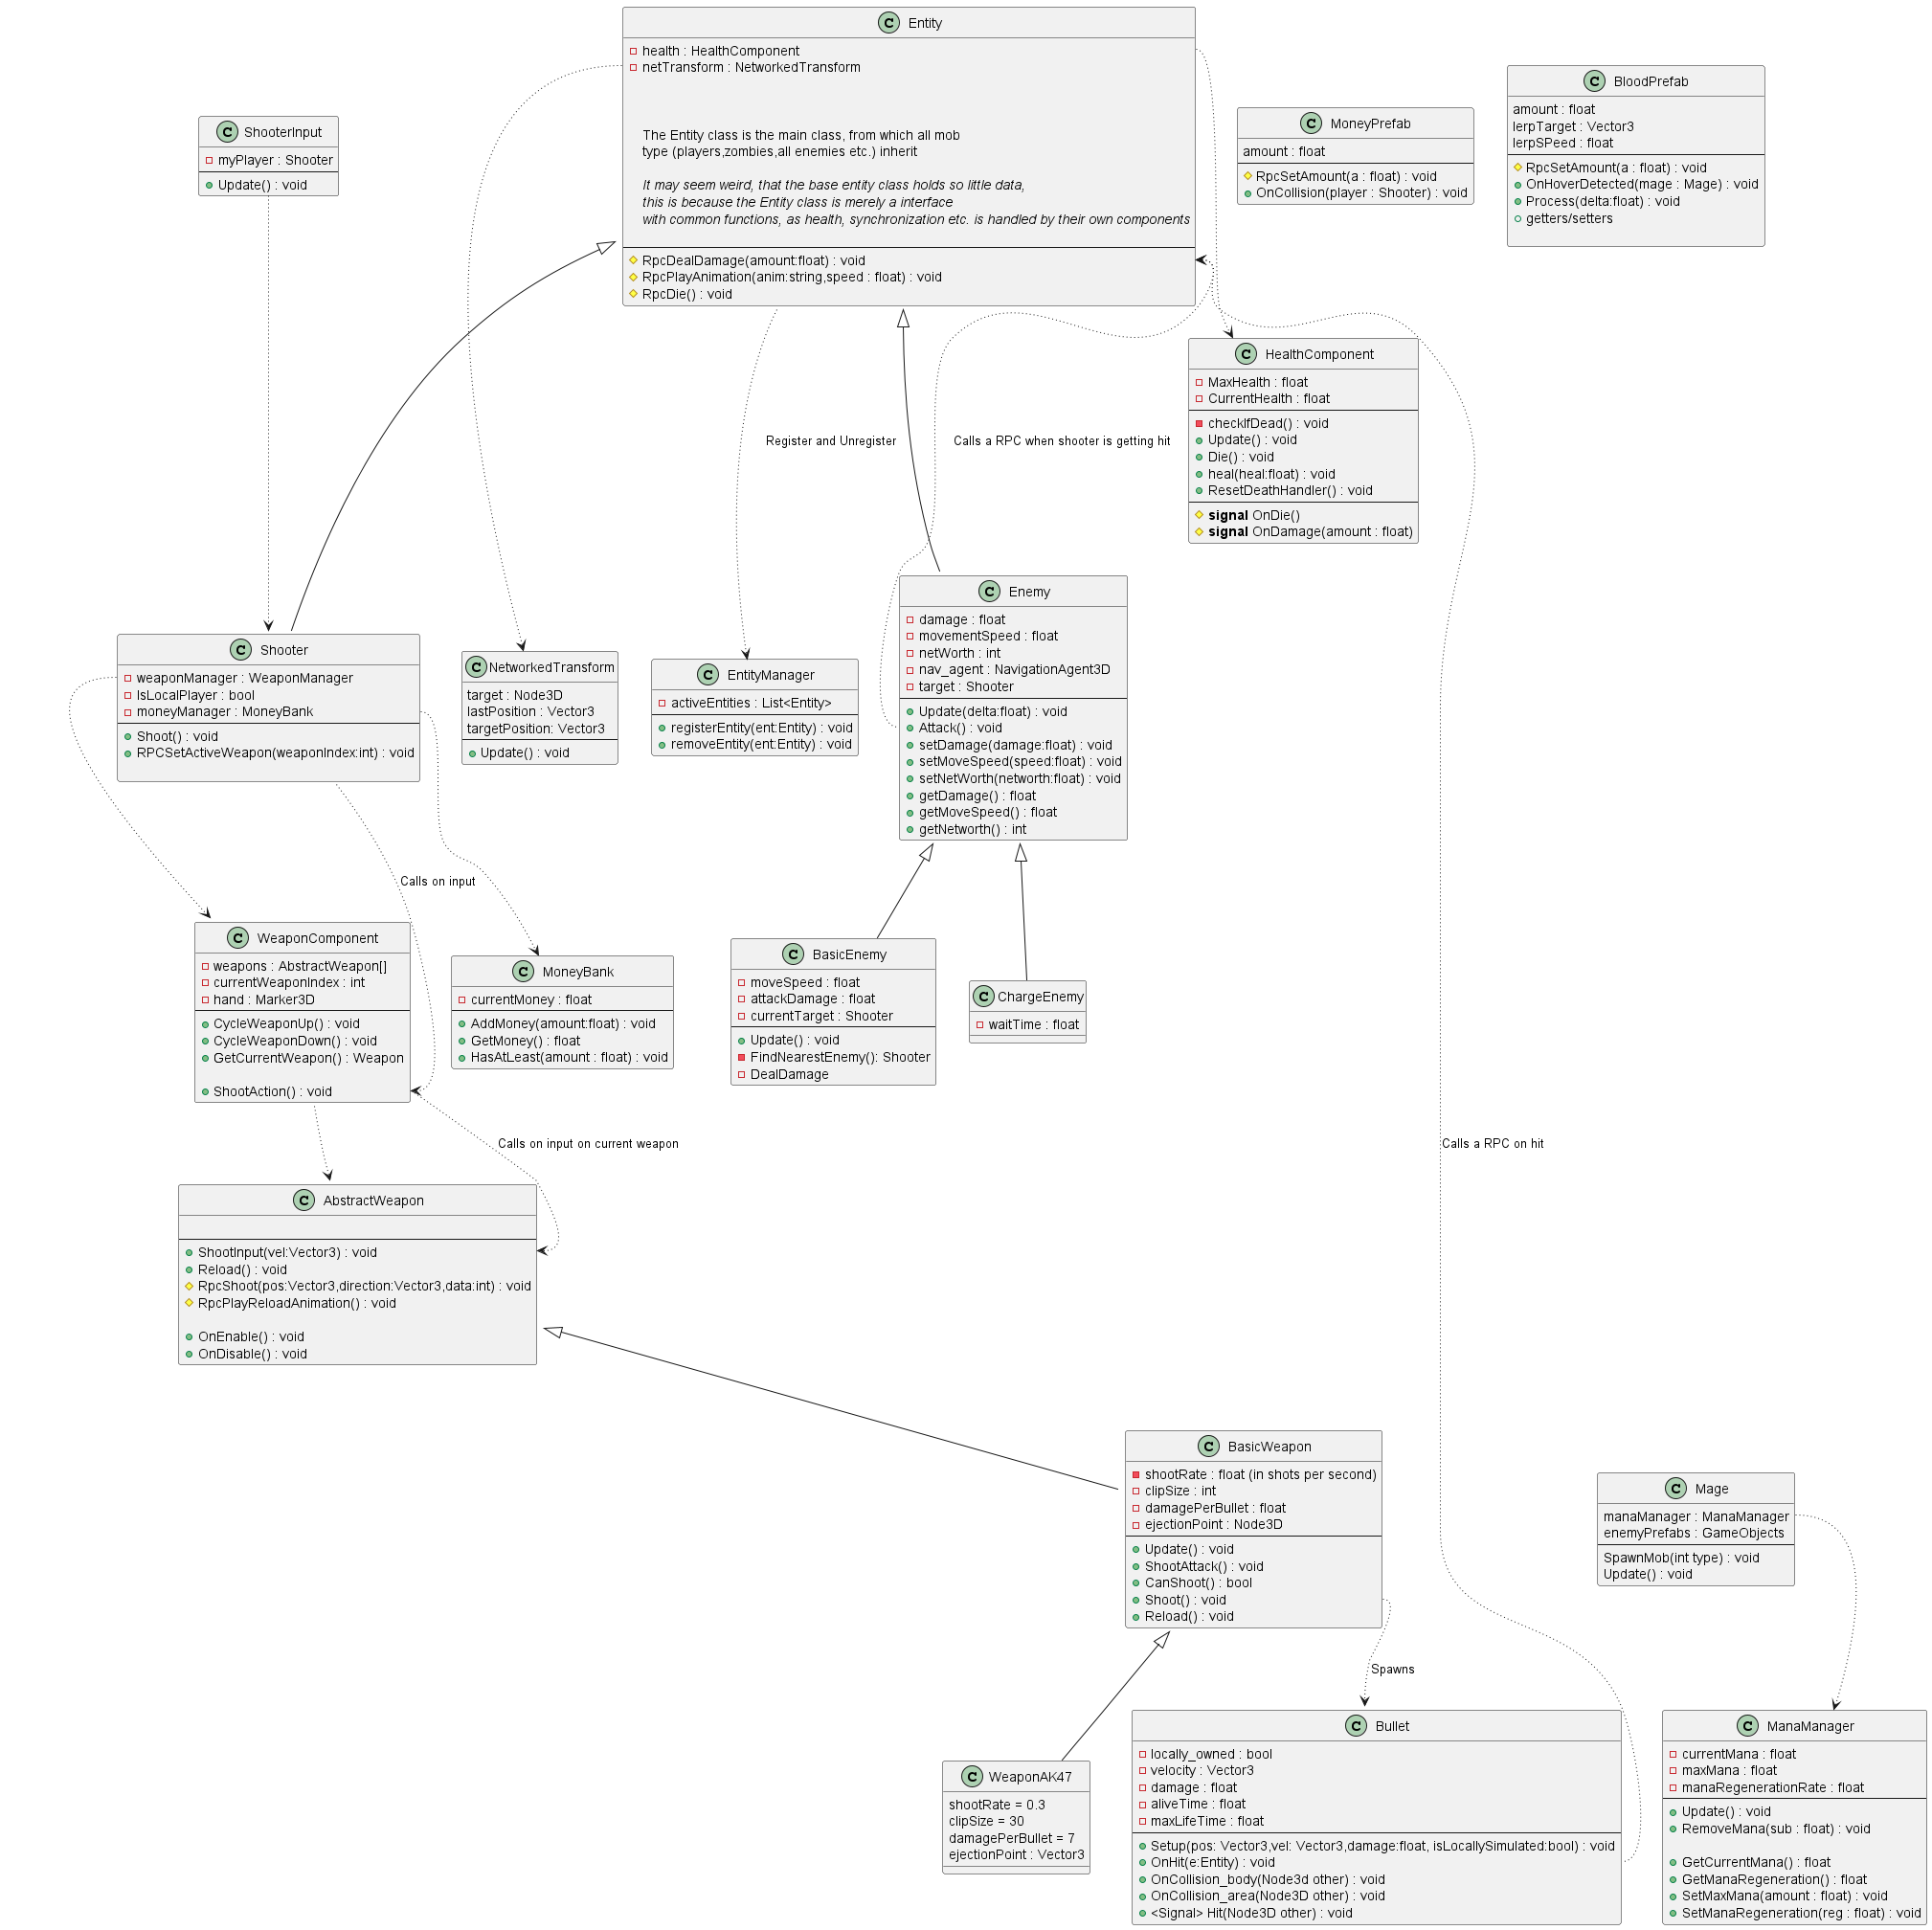 C Entity
health : HealthComponent
netTransform : NetworkedTransform
The Entity class is the main class, from which all mob
type (players,zombies,all enemies etc.) inherit
It may seem weird, that the base entity class holds so little data,
this is because the Entity class is merely a interface
with common functions, as health, synchronization etc. is handled by their own components
RpcDealDamage(amount:float) : void
RpcPlayAnimation(anim:string,speed : float) : void
RpcDie() : void
C BloodPrefab
amount : float
lerpTarget : Vector3
lerpSPeed : float
RpcSetAmount(a : float) : void
OnHoverDetected(mage : Mage) : void
Process(delta:float) : void
getters/setters
C MoneyPrefab
amount : float
RpcSetAmount(a : float) : void
OnCollision(player : Shooter) : void
C ShooterInput
myPlayer : Shooter
Update() : void
C HealthComponent
MaxHealth : float
CurrentHealth : float
checkIfDead() : void
Update() : void
Die() : void
heal(heal:float) : void
ResetDeathHandler() : void
signal OnDie()
signal OnDamage(amount : float)
Register and Unregister
Calls a RPC when shooter is getting hit
C Enemy
damage : float
movementSpeed : float
netWorth : int
nav_agent : NavigationAgent3D
target : Shooter
Update(delta:float) : void
Attack() : void
setDamage(damage:float) : void
setMoveSpeed(speed:float) : void
setNetWorth(networth:float) : void
getDamage() : float
getMoveSpeed() : float
getNetworth() : int
C Shooter
weaponManager : WeaponManager
IsLocalPlayer : bool
moneyManager : MoneyBank
Shoot() : void
RPCSetActiveWeapon(weaponIndex:int) : void
C NetworkedTransform
target : Node3D
lastPosition : Vector3
targetPosition: Vector3
Update() : void
C EntityManager
activeEntities : List<Entity>
registerEntity(ent:Entity) : void
removeEntity(ent:Entity) : void
Calls on input
C WeaponComponent
weapons : AbstractWeapon[]
currentWeaponIndex : int
hand : Marker3D
CycleWeaponUp() : void
CycleWeaponDown() : void
GetCurrentWeapon() : Weapon
ShootAction() : void
C MoneyBank
currentMoney : float
AddMoney(amount:float) : void
GetMoney() : float
HasAtLeast(amount : float) : void
C BasicEnemy
moveSpeed : float
attackDamage : float
currentTarget : Shooter
Update() : void
FindNearestEnemy(): Shooter
DealDamage
C ChargeEnemy
waitTime : float
Calls on input on current weapon
Calls a RPC on hit
C AbstractWeapon
ShootInput(vel:Vector3) : void
Reload() : void
RpcShoot(pos:Vector3,direction:Vector3,data:int) : void
RpcPlayReloadAnimation() : void
OnEnable() : void
OnDisable() : void
C BasicWeapon
shootRate : float (in shots per second)
clipSize : int
damagePerBullet : float
ejectionPoint : Node3D
Update() : void
ShootAttack() : void
CanShoot() : bool
Shoot() : void
Reload() : void
C Mage
manaManager : ManaManager
enemyPrefabs : GameObjects
SpawnMob(int type) : void
Update() : void
Spawns
C WeaponAK47
shootRate = 0.3
clipSize = 30
damagePerBullet = 7
ejectionPoint : Vector3
C Bullet
locally_owned : bool
velocity : Vector3
damage : float
aliveTime : float
maxLifeTime : float
Setup(pos: Vector3,vel: Vector3,damage:float, isLocallySimulated:bool) : void
OnHit(e:Entity) : void
OnCollision_body(Node3d other) : void
OnCollision_area(Node3D other) : void
<Signal> Hit(Node3D other) : void
C ManaManager
currentMana : float
maxMana : float
manaRegenerationRate : float
Update() : void
RemoveMana(sub : float) : void
GetCurrentMana() : float
GetManaRegeneration() : float
SetMaxMana(amount : float) : void
SetManaRegeneration(reg : float) : void